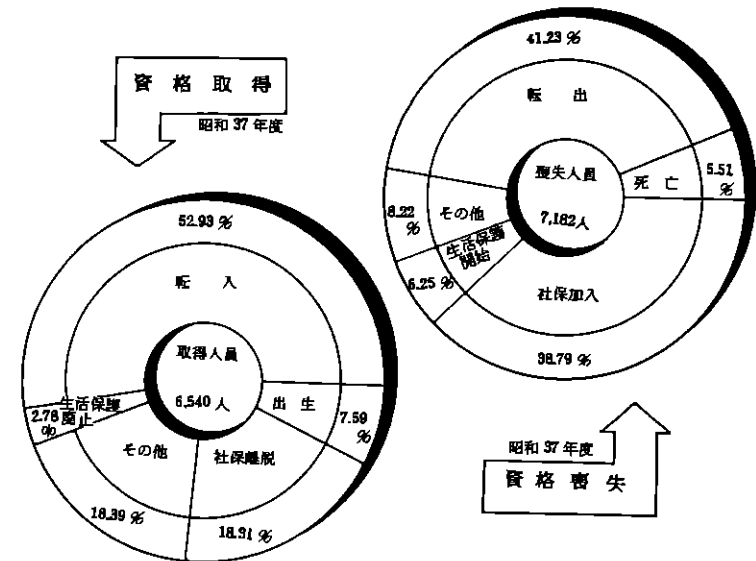 資格取得
昭和37年度
52.93%
転入
取得人員
6,540人
生活保護
廃止
2.78
%
出生
7.59
%
その他
社保離脱
18.39%
18.31%
41.23%
転出
喪失人員
7,182人
死亡
5.51
%
8.22
%
その他
生活保護
開始
6.25%
社保加入
38.79%
昭和37年度
資格喪失